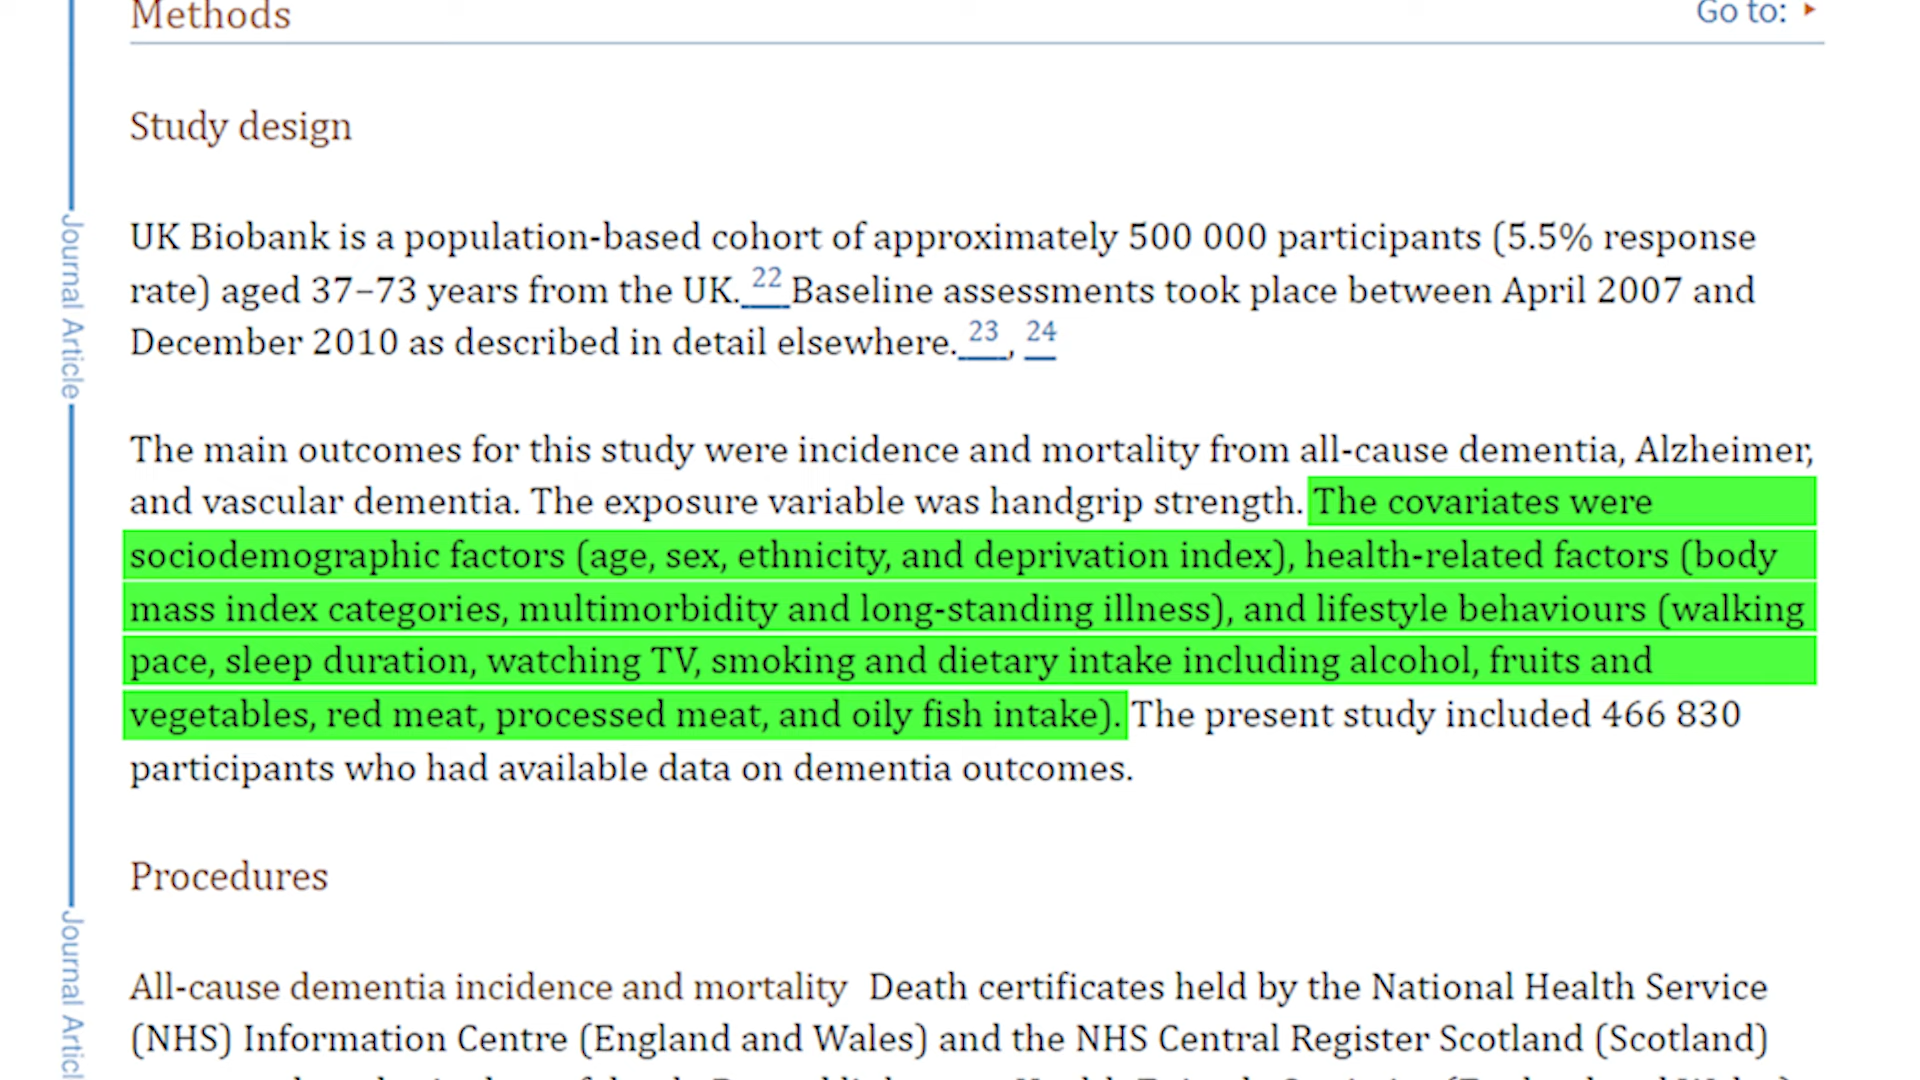 Methods
Go to:
Study design
UK Biobank is a population-based cohort of approximately 500 000 participants (5.5% response
rate) aged 37–73 years from the UK. 22 Baseline assessments took place between April 2007 and
December 2010 as described in detail elsewhere. 23, 24
The main outcomes for this study were incidence and mortality from all-cause dementia, Alzheimer,
and vascular dementia. The exposure variable was handgrip strength. The covariates were
sociodemographic factors (age, sex, ethnicity, and deprivation index), health-related factors (body
mass index categories, multimorbidity and long-standing illness), and lifestyle behaviours (walking
pace, sleep duration, watching TV, smoking and dietary intake including alcohol, fruits and
vegetables, red meat, processed meat, and oily fish intake). The present study included 466 830
participants who had available data on dementia outcomes.
Procedures
All-cause dementia incidence and mortality Death certificates held by the National Health Service
(NHS) Information Centre (England and Wales) and the NHS Central Register Scotland (Scotland)
Journal Article
Journal Articl